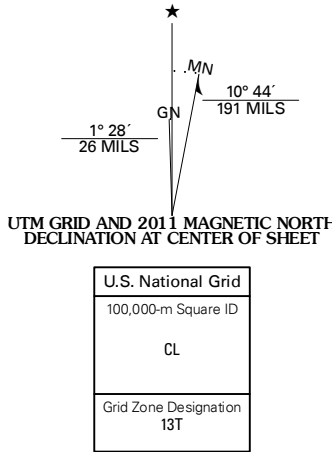 ★
MN
GN
10° 44´
191 MILS
1° 28´
26 MILS
UTM GRID AND 2011 MAGNETIC NORTH
DECLINATION AT CENTER OF SHEET
U.S. National Grid
100,000-m Square ID
CL
Grid Zone Designation
13T